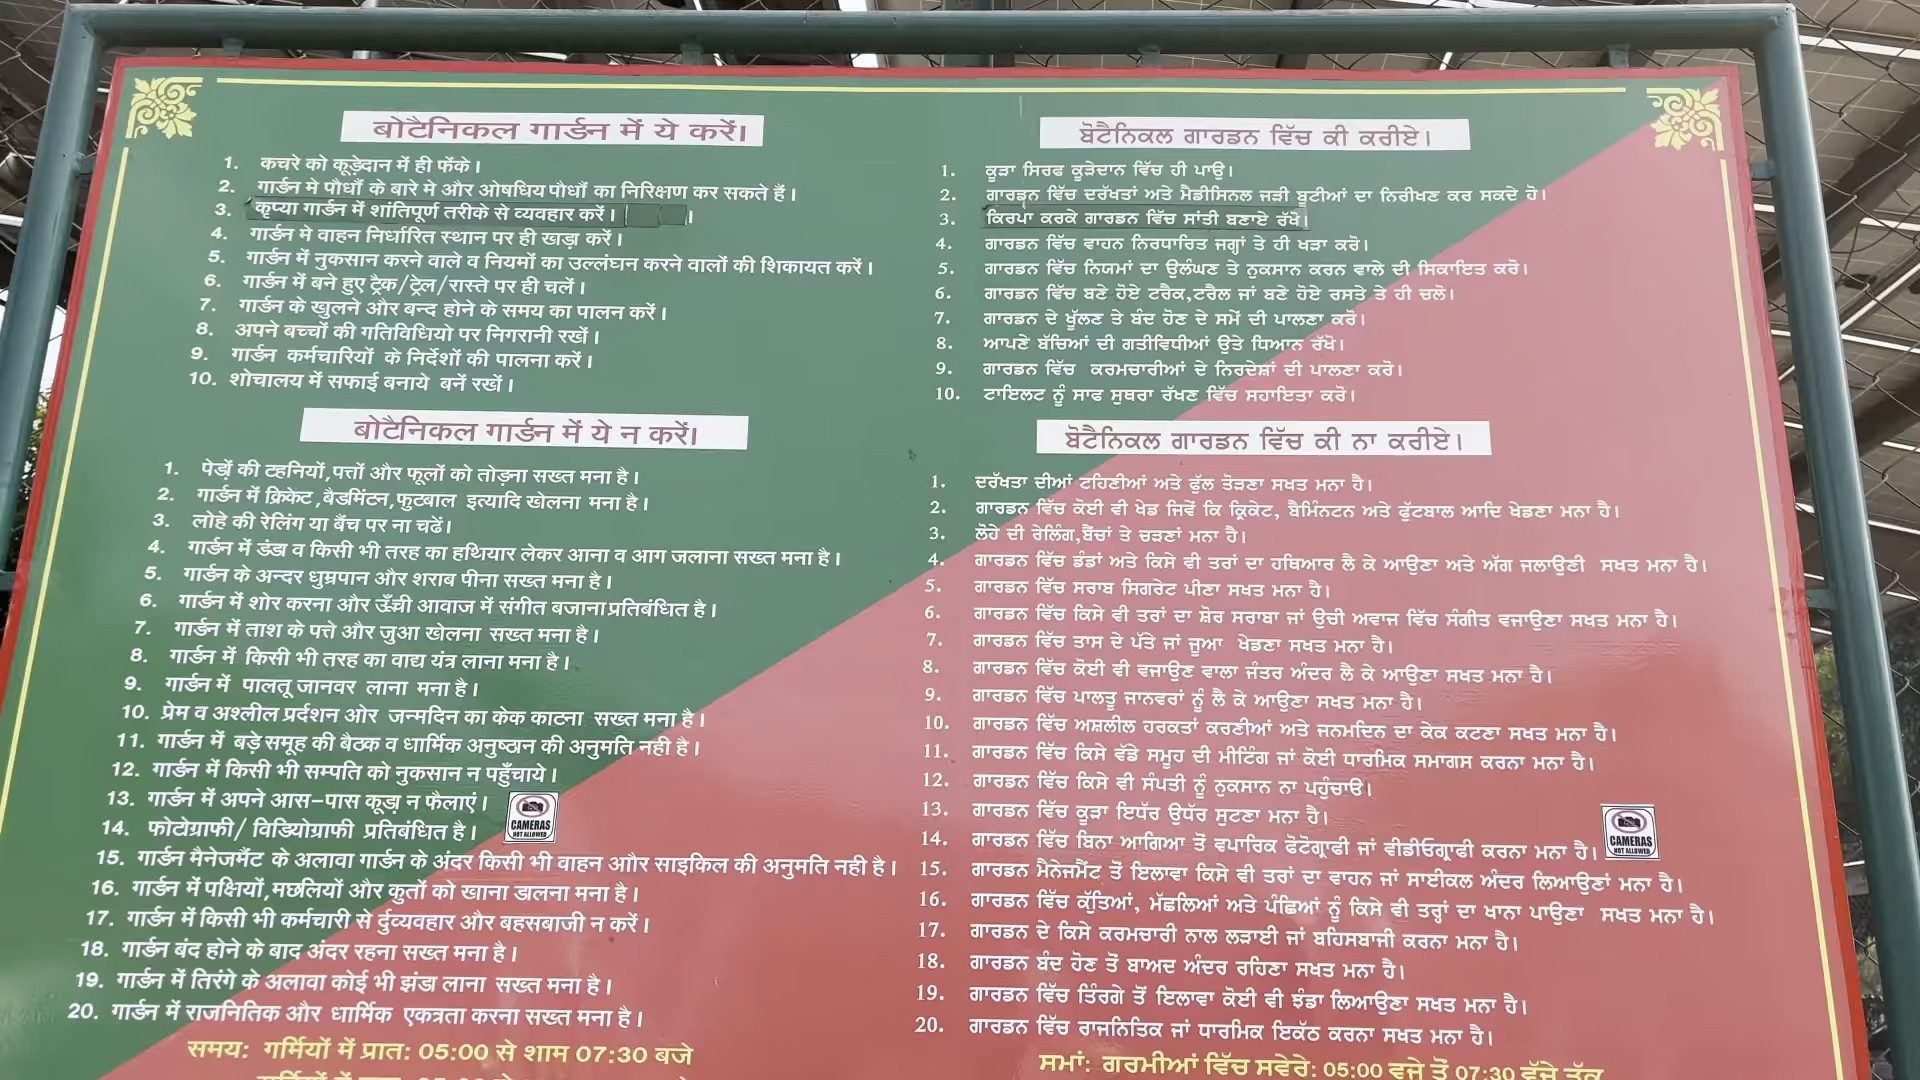 बोटैनिकल गार्डन में ये करें।
1. कचरे को कूड़ेदान में ही फेंके।
2. गार्डन मे पौधौं के बारे मे और ओषधिय पौधौं का निरिक्षण कर सकते हैं।
3. कृप्या गार्डन में शांतिपूर्ण तरीके से व्यवहार करें।
4. गार्डन मे वाहन निर्धारित स्थान पर ही खड़ा करें।
5. गार्डन में नुकसान करने वाले व नियमों का उल्लंघन करने वालों की शिकायत करें।
6. गार्डन में बने हुए ट्रैक/ट्रेल/रास्ते पर ही चलें।
7. गार्डन के खुलने और बन्द होने के समय का पालन करें।
8. अपने बच्चों की गतिविधियो पर निगरानी रखें।
9. गार्डन कर्मचारियों के निर्देशों की पालना करें।
10. शोचालय में सफाई बनाये बनें रखें।
बोटैनिकल गार्डन में ये न करें।
1. पेड़ों की टहनियों,पत्तों और फूलों को तोड़ना सख्त मना है।
2. गार्डन में क्रिकेट,बैडमिंटन,फुटबाल इत्यादि खेलना मना है।
3. लोहे की रेलिंग या बैंच पर ना चढें।
4. गार्डन में डंडा व किसी भी तरह का हथियार लेकर आना व आग जलाना सख्त मना है।
5. गार्डन के अन्दर धुम्रपान और शराब पीना सख्त मना है।
6. गार्डन में शोर करना और ऊँची आवाज में संगीत बजाना प्रतिबंधित है।
7. गार्डन में ताश के पत्ते और जुआ खेलना सख्त मना है।
8. गार्डन में किसी भी तरह का वाद्य यंत्र लाना मना है।
9. गार्डन में पालतू जानवर लाना मना है।
10. प्रेम व अश्लील प्रर्दशन ओर जन्मदिन का केक काटना सख्त मना है।
11. गार्डन में बड़े समूह की बैठक व धार्मिक अनुष्ठान की अनुमति नही है।
12. गार्डन में किसी भी सम्पति को नुकसान न पहुँचाये।
13. गार्डन में अपने आस-पास कूड़ा न फैलाएं।
14. फोटोग्राफी/ विडियोग्राफी प्रतिबंधित है।
CAMERAS
NOT ALLOWED
15. गार्डन मैनेजमैंट के अलावा गार्डन के अंदर किसी भी वाहन आौर साइकिल की अनुमति नही है।
16. गार्डन में पक्षियों,मछलियों और कुतों को खाना डालना मना है।
17. गार्डन में किसी भी कर्मचारी से र्दुव्यवहार और बहसबाजी न करें।
18. गार्डन बंद होने के बाद अंदर रहना सख्त मना है।
19. गार्डन में तिरंगे के अलावा कोई भी झंडा लाना सख्त मना है।
20. गार्डन में राजनितिक और धार्मिक एकत्रता करना सख्त मना है।
समय: गर्मियों में प्रात: 05:00 से शाम 07:30 बजे
ਬੋਟੈਨਿਕਲ ਗਾਰਡਨ ਵਿੱਚ ਕੀ ਕਰੀਏ।
1. ਕੂੜਾ ਸਿਰਫ ਕੂੜੇਦਾਨ ਵਿੱਚ ਹੀ ਪਾਉ।
2. ਗਾਰਡਨ ਵਿੱਚ ਦਰੱਖਤਾਂ ਅਤੇ ਮੈਡੀਸਿਨਲ ਜੜੀ ਬੂਟੀਆਂ ਦਾ ਨਿਰੀਖਣ ਕਰ ਸਕਦੇ ਹੋ।
3. ਕਿਰਪਾ ਕਰਕੇ ਗਾਰਡਨ ਵਿੱਚ ਸਾਂਤੀ ਬਣਾਏ ਰੱਖੋ।
4. ਗਾਰਡਨ ਵਿੱਚ ਵਾਹਨ ਨਿਰਧਾਰਿਤ ਜਗ੍ਹਾਂ ਤੇ ਹੀ ਖੜਾ ਕਰੋ।
5. ਗਾਰਡਨ ਵਿੱਚ ਨਿਯਮਾਂ ਦਾ ਉਲੰਘਣ ਤੇ ਨੁਕਸਾਨ ਕਰਨ ਵਾਲੇ ਦੀ ਸਿਕਾਇਤ ਕਰੋ।
6. ਗਾਰਡਨ ਵਿੱਚ ਬਣੇ ਹੋਏ ਟਰੈਕ,ਟਰੈਲ ਜਾਂ ਬਣੇ ਹੋਏ ਰਸਤੇ ਤੇ ਹੀ ਚਲੋ।
7. ਗਾਰਡਨ ਦੇ ਖੁੱਲਣ ਤੇ ਬੰਦ ਹੋਣ ਦੇ ਸਮੇਂ ਦੀ ਪਾਲਣਾ ਕਰੋ।
8. ਆਪਣੇ ਬੱਚਿਆਂ ਦੀ ਗਤੀਵਿਧੀਆਂ ਉਤੇ ਧਿਆਨ ਰੱਖੋ।
9. ਗਾਰਡਨ ਵਿੱਚ ਕਰਮਚਾਰੀਆਂ ਦੇ ਨਿਰਦੇਸ਼ਾਂ ਦੀ ਪਾਲਣਾ ਕਰੋ।
10. ਟਾਇਲਟ ਨੂੰ ਸਾਫ ਸੁਥਰਾ ਰੱਖਣ ਵਿੱਚ ਸਹਾਇਤਾ ਕਰੋ।
ਬੋਟੈਨਿਕਲ ਗਾਰਡਨ ਵਿੱਚ ਕੀ ਨਾ ਕਰੀਏ।
1. ਦਰੱਖਤਾ ਦੀਆਂ ਟਹਿਣੀਆਂ ਅਤੇ ਫੁੱਲ ਤੋੜਣਾ ਸਖਤ ਮਨਾ ਹੈ।
2. ਗਾਰਡਨ ਵਿੱਚ ਕੋਈ ਵੀ ਖੇਡ ਜਿਵੇਂ ਕਿ ਕ੍ਰਿਕੇਟ, ਬੈਮਿੰਨਟਨ ਅਤੇ ਫੁੱਟਬਾਲ ਆਦਿ ਖੇਡਣਾ ਮਨਾ ਹੈ।
3. ਲੋਹੇ ਦੀ ਰੇਲਿੰਗ,ਬੈਂਚਾਂ ਤੇ ਚੜਣਾਂ ਮਨਾ ਹੈ।
4. ਗਾਰਡਨ ਵਿੱਚ ਡੰਡਾਂ ਅਤੇ ਕਿਸੇ ਵੀ ਤਰਾਂ ਦਾ ਹਥਿਆਰ ਲੈ ਕੇ ਆਉਣਾ ਅਤੇ ਅੱਗ ਜਲਾਉਣੀ ਸਖਤ ਮਨਾ ਹੈ।
5. ਗਾਰਡਨ ਵਿੱਚ ਸਰਾਬ ਸਿਗਰੇਟ ਪੀਣਾ ਸਖਤ ਮਨਾ ਹੈ।
6. ਗਾਰਡਨ ਵਿੱਚ ਕਿਸੇ ਵੀ ਤਰਾਂ ਦਾ ਸ਼ੋਰ ਸਰਾਬਾ ਜਾਂ ਉਚੀ ਅਵਾਜ ਵਿੱਚ ਸੰਗੀਤ ਵਜਾਉਣਾ ਸਖਤ ਮਨਾ ਹੈ।
7. ਗਾਰਡਨ ਵਿੱਚ ਤਾਸ ਦੇ ਪੱਤੇ ਜਾਂ ਜੂਆ ਖੇਡਣਾ ਸਖਤ ਮਨਾ ਹੈ।
8. ਗਾਰਡਨ ਵਿੱਚ ਕੋਈ ਵੀ ਵਜਾਉਣ ਵਾਲਾ ਜੰਤਰ ਅੰਦਰ ਲੈ ਕੇ ਆਉਣਾ ਸਖਤ ਮਨਾ ਹੈ।
9. ਗਾਰਡਨ ਵਿੱਚ ਪਾਲਤੂ ਜਾਨਵਰਾਂ ਨੂੰ ਲੈ ਕੇ ਆਉਣਾ ਸਖਤ ਮਨਾ ਹੈ।
10. ਗਾਰਡਨ ਵਿੱਚ ਅਸ਼ਲੀਲ ਹਰਕਤਾਂ ਕਰਣੀਆਂ ਅਤੇ ਜਨਮਦਿਨ ਦਾ ਕੇਕ ਕਟਣਾ ਸਖਤ ਮਨਾ ਹੈ।
11. ਗਾਰਡਨ ਵਿੱਚ ਕਿਸੇ ਵੱਡੇ ਸਮੂਹ ਦੀ ਮੀਟਿੰਗ ਜਾਂ ਕੋਈ ਧਾਰਮਿਕ ਸਮਾਗਸ ਕਰਨਾ ਮਨਾ ਹੈ।
12. ਗਾਰਡਨ ਵਿੱਚ ਕਿਸੇ ਵੀ ਸੰਪਤੀ ਨੂੰ ਨੁਕਸਾਨ ਨਾ ਪਹੁੰਚਾੳ।
13. ਗਾਰਡਨ ਵਿੱਚ ਕੂੜਾ ਇਧੱਰ ਉਧੱਰ ਸੁਟਣਾ ਮਨਾ ਹੈ।
14. ਗਾਰਡਨ ਵਿੱਚ ਬਿਨਾ ਆਗਿਆ ਤੋਂ ਵਪਾਰਿਕ ਫੋਟੋਗ੍ਰਾਫੀ ਜਾਂ ਵੀਡੀਓਗ੍ਰਾਫੀ ਕਰਨਾ ਮਨਾ ਹੈ।
CAMERAS
NOT ALLOWED
15. ਗਾਰਡਨ ਮੈਨੇਜਮੈਂਟ ਤੋਂ ਇਲਾਵਾ ਕਿਸੇ ਵੀ ਤਰਾਂ ਦਾ ਵਾਹਨ ਜਾਂ ਸਾਈਕਲ ਅੰਦਰ ਲਿਆਉਣਾਂ ਮਨਾ ਹੈ।
16. ਗਾਰਡਨ ਵਿੱਚ ਕੁੱਤਿਆਂ, ਮੱਛਲਿਆਂ ਅਤੇ ਪੰਛਿਆਂ ਨੂੰ ਕਿਸੇ ਵੀ ਤਰ੍ਹਾਂ ਦਾ ਖਾਨਾ ਪਾਉਣਾ ਸਖਤ ਮਨਾ ਹੈ।
17. ਗਾਰਡਨ ਦੇ ਕਿਸੇ ਕਰਮਚਾਰੀ ਨਾਲ ਲੜਾਈ ਜਾਂ ਬਹਿਸਬਾਜੀ ਕਰਨਾ ਮਨਾ ਹੈ।
18. ਗਾਰਡਨ ਬੰਦ ਹੋਣ ਤੋਂ ਬਾਅਦ ਅੰਦਰ ਰਹਿਣਾ ਸਖਤ ਮਨਾ ਹੈ।
19. ਗਾਰਡਨ ਵਿੱਚ ਤਿੰਰਗੇ ਤੋਂ ਇਲਾਵਾ ਕੋਈ ਵੀ ਝੰਡਾ ਲਿਆਉਣਾ ਸਖਤ ਮਨਾ ਹੈ।
20. ਗਾਰਡਨ ਵਿੱਚ ਰਾਜਨਿਤਿਕ ਜਾਂ ਧਾਰਮਿਕ ਇਕੱਠ ਕਰਨਾ ਸਖਤ ਮਨਾ ਹੈ।
ਸਮਾਂ: ਗਰਮੀਆਂ ਵਿੱਚ ਸਵੇਰੇ: 05:00 ਵਜੇ ਤੋਂ 07:30 ਵੱਜੇ ਤੱਕ